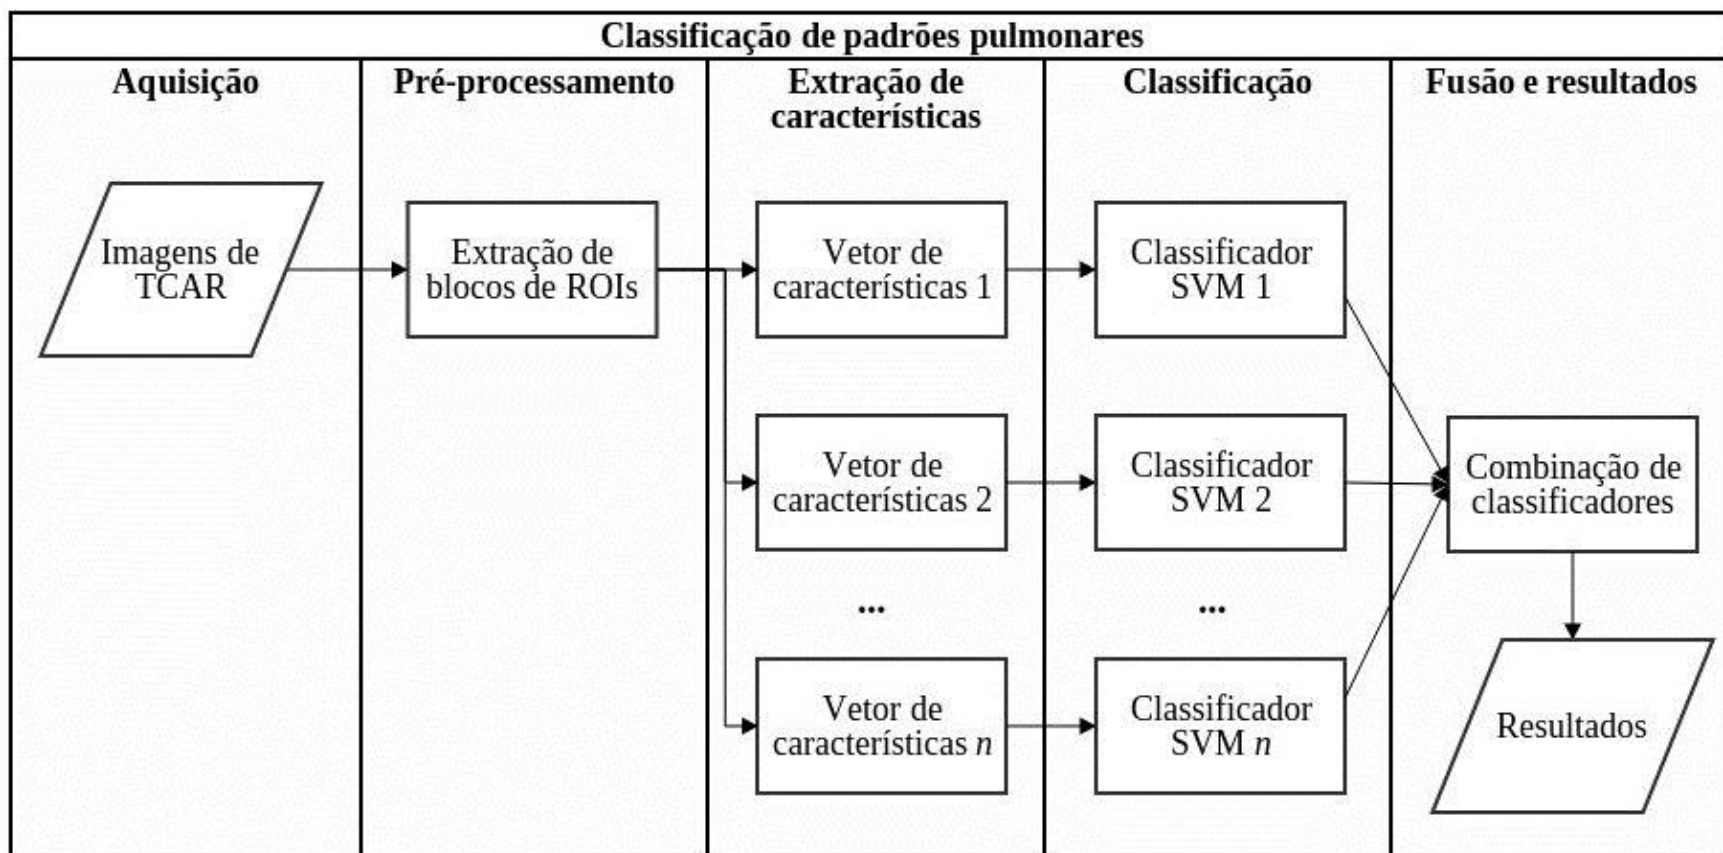 Classificação de padrões pulmonares
Aquisição
Pré-processamento
Extração de
características
Classificação
Fusão e resultados
Imagens de
TCAR
Extração de
blocos de ROIs
Vetor de
características 1
Classificador
SVM 1
Vetor de
características 2
Classificador
SVM 2
Combinação de
classificadores
...
...
Vetor de
características n
Classificador
SVM n
Resultados